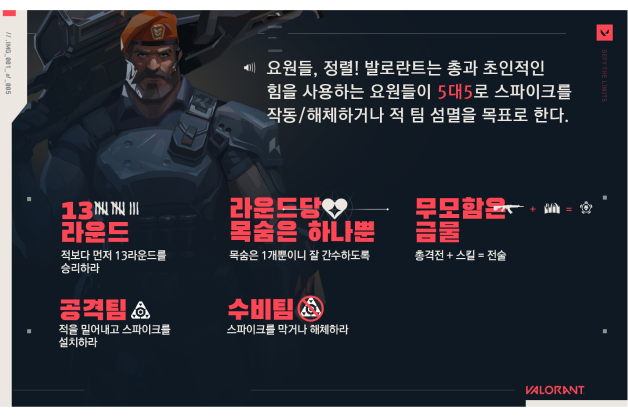 // IMG_001_ ./ _005
DEFY THE LIMITS
요원들, 정렬! 발로란트는 총과 초인적인
힘을 사용하는 요원들이 5대5로 스파이크를
작동/해체하거나 적 팀 섬멸을 목표로 한다.
13
라운드
적보다 먼저 13라운드를
승리하라
라운드당
목숨은 하나뿐
목숨은 1개뿐이니 잘 간수하도록
무모함은
금물
+ =
총격전 + 스킬 = 전술
공격팀
적을 밀어내고 스파이크를
설치하라
수비팀
스파이크를 막거나 해체하라
VALORANT